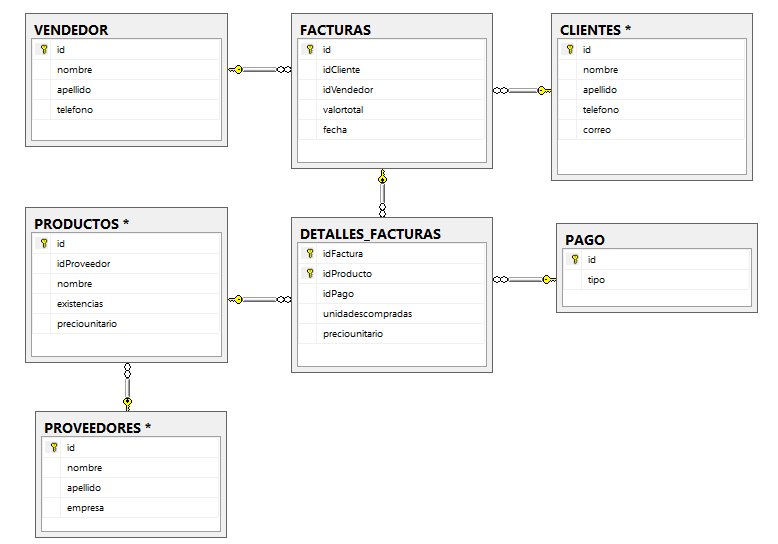 VENDEDOR
id
nombre
apellido
telefono
FACTURAS
id
idCliente
idVendedor
valortotal
fecha
CLIENTES *
id
nombre
apellido
telefono
correo
PRODUCTOS *
id
idProveedor
nombre
existencias
preciounitario
DETALLES_FACTURAS
idFactura
idProducto
idPago
unidadescompradas
preciounitario
PAGO
id
tipo
PROVEEDORES *
id
nombre
apellido
empresa